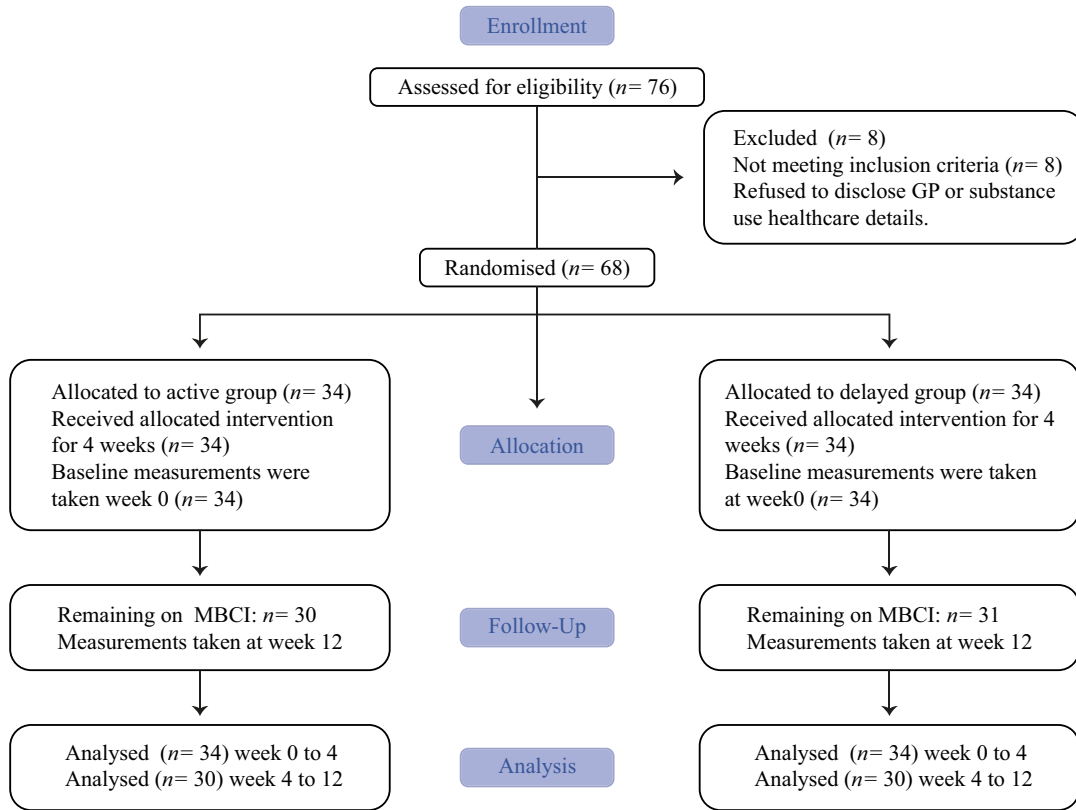 Enrollment
Assessed for eligibility (n= 76)
Excluded (n= 8)
Not meeting inclusion criteria (n= 8)
Refused to disclose GP or substance
use healthcare details.
Randomised (n= 68)
Allocated to active group (n= 34)
Received allocated intervention
for 4 weeks (n= 34)
Baseline measurements were
taken week 0 (n= 34)
Allocation
Allocated to delayed group (n= 34)
Received allocated intervention for 4
weeks (n= 34)
Baseline measurements were taken
at week0 (n= 34)
Remaining on MBCI: n= 30
Measurements taken at week 12
Follow-Up
Remaining on MBCI: n= 31
Measurements taken at week 12
Analysed (n= 34) week 0 to 4
Analysed (n= 30) week 4 to 12
Analysis
Analysed (n= 34) week 0 to 4
Analysed (n= 30) week 4 to 12